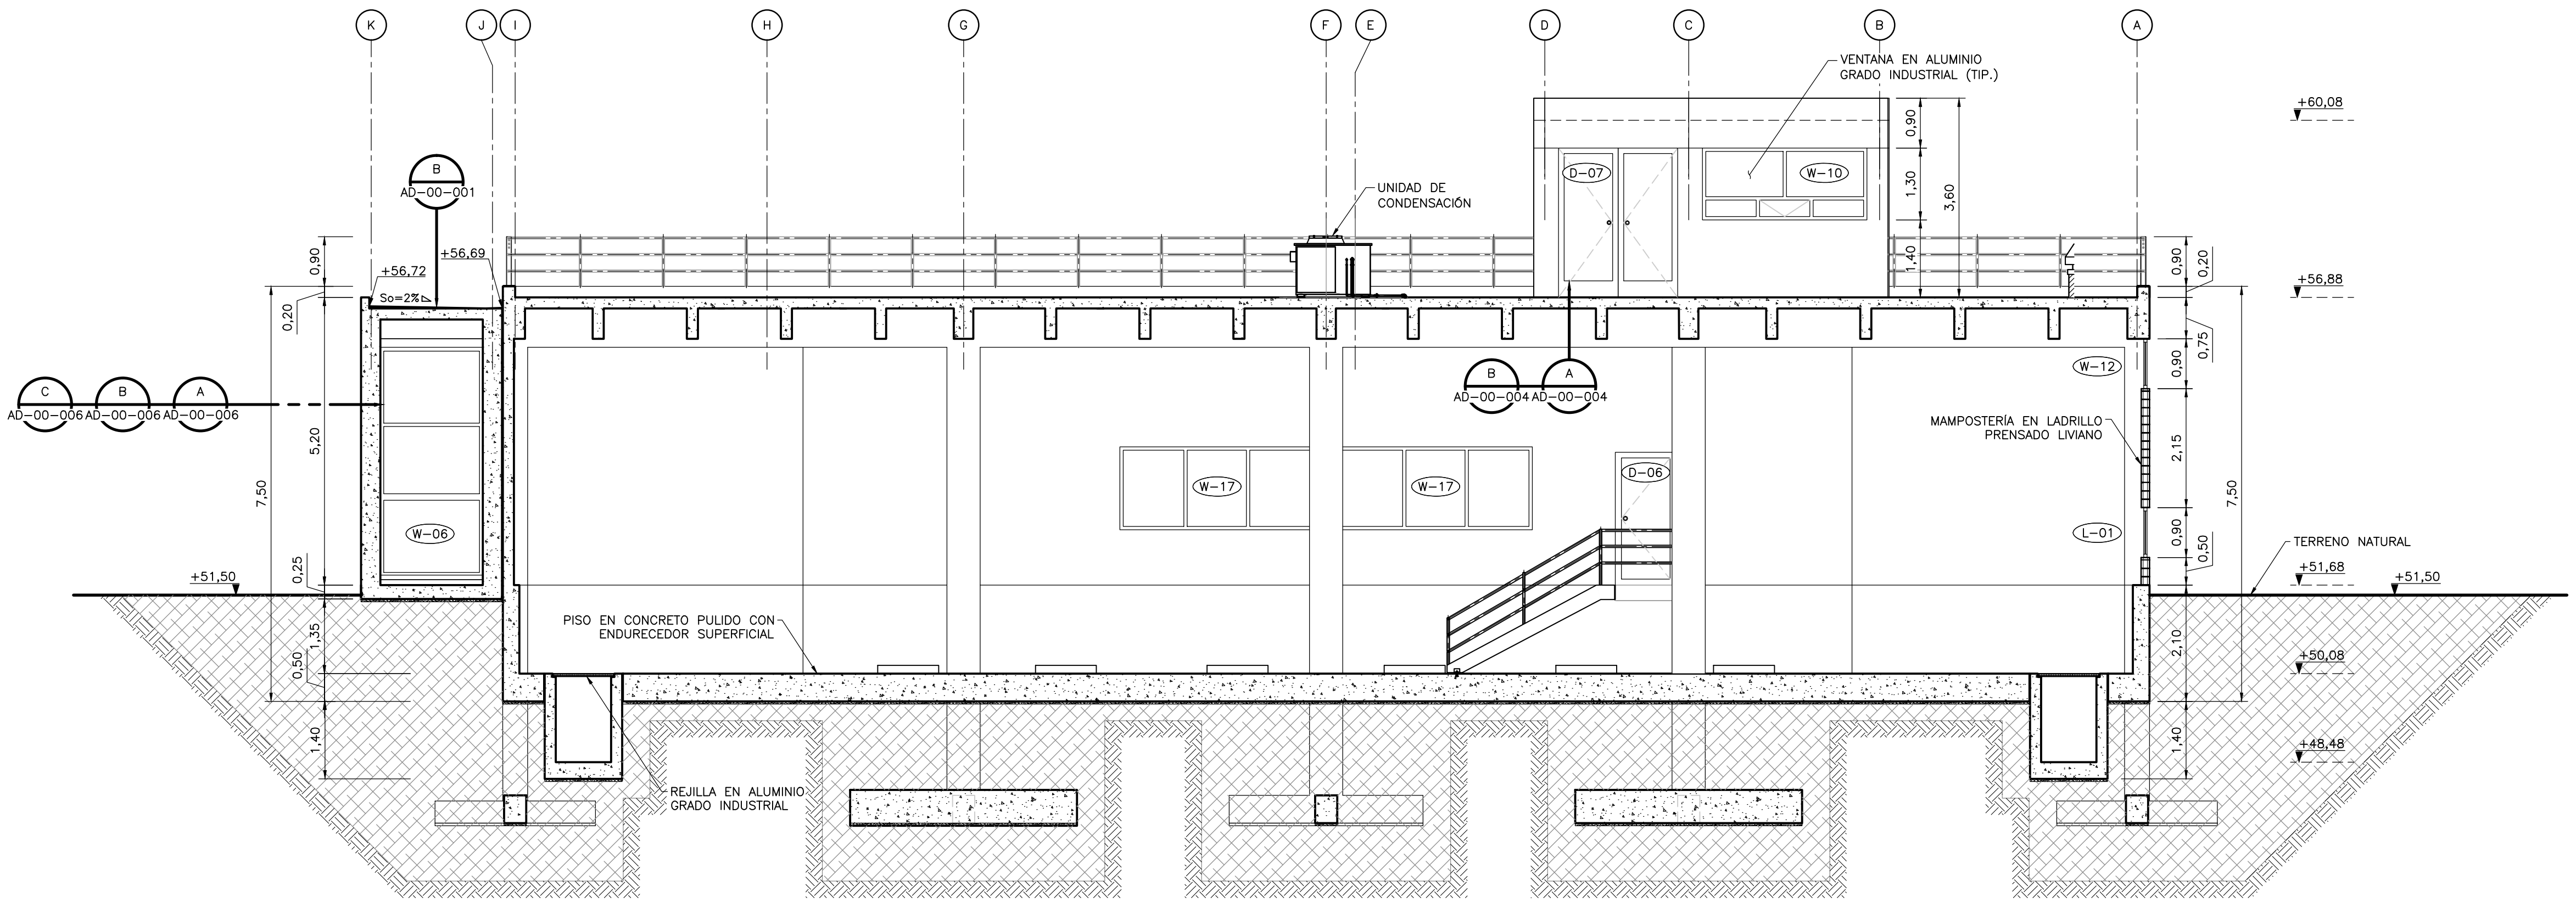 K
J
I
H
G
F
E
D
C
B
A
VENTANA EN ALUMINIO
GRADO INDUSTRIAL (TIP.)
+60,08
0,90
1,30
1,40
3,60
D-07
W-10
B
AD-00-001
UNIDAD DE
CONDENSACIÓN
0,90
0,20
+56,72
+56,69
So=2%
0,90
0,20
+56,88
0,75
C
AD-00-006
B
AD-00-006
A
AD-00-006
B
AD-00-004
A
AD-00-004
W-12
0,90
MAMPOSTERÍA EN LADRILLO
PRENSADO LIVIANO
2,15
7,50
5,20
7,50
W-06
W-17
W-17
D-06
L-01
0,90
0,50
TERRENO NATURAL
+51,50
0,25
+51,68
+51,50
PISO EN CONCRETO PULIDO CON
ENDURECEDOR SUPERFICIAL
1,35
0,50
2,10
+50,08
1,40
1,40
+48,48
REJILLA EN ALUMINIO
GRADO INDUSTRIAL